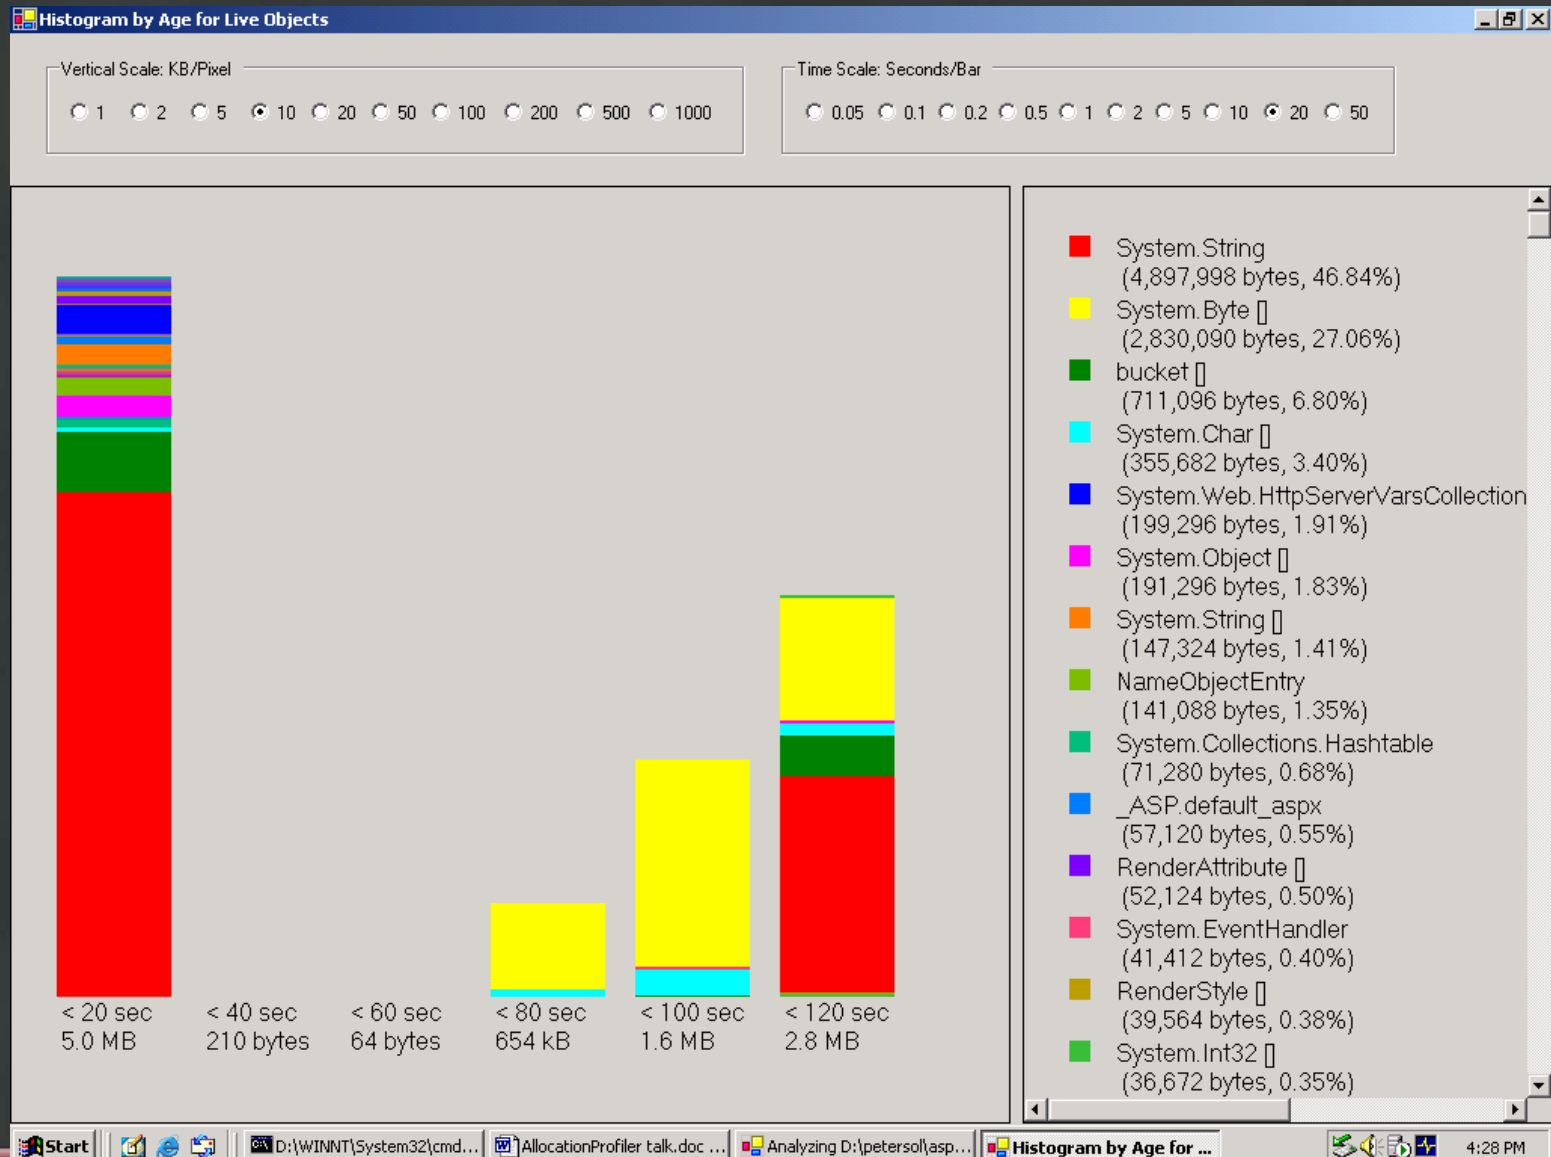 Histogram by Age for Live Objects
Vertical Scale: KB/Pixel
1 2 5 10 20 50 100 200 500 1000
Time Scale: Seconds/Bar
0.05 0.1 0.2 0.5 1 2 5 10 20 50
< 20 sec
5.0 MB
< 40 sec
210 bytes
< 60 sec
64 bytes
< 80 sec
654 kB
< 100 sec
1.6 MB
< 120 sec
2.8 MB
System.String
(4,897,998 bytes, 46.84%)
System.Byte []
(2,830,090 bytes, 27.06%)
bucket []
(711,096 bytes, 6.80%)
System.Char []
(355,682 bytes, 3.40%)
System.Web.HttpServerVarsCollection
(199,296 bytes, 1.91%)
System.Object []
(191,296 bytes, 1.83%)
System.String []
(147,324 bytes, 1.41%)
NameObjectEntry
(141,088 bytes, 1.35%)
System.Collections.Hashtable
(71,280 bytes, 0.68%)
_ASP.default_aspx
(57,120 bytes, 0.55%)
RenderAttribute []
(52,124 bytes, 0.50%)
System.EventHandler
(41,412 bytes, 0.40%)
RenderStyle []
(39,564 bytes, 0.38%)
System.Int32 []
(36,672 bytes, 0.35%)
Start
D:\WINNT\System32\cmd...
AllocationProfiler talk.doc ...
Analyzing D:\petersol\asp...
Histogram by Age for ...
4:28 PM